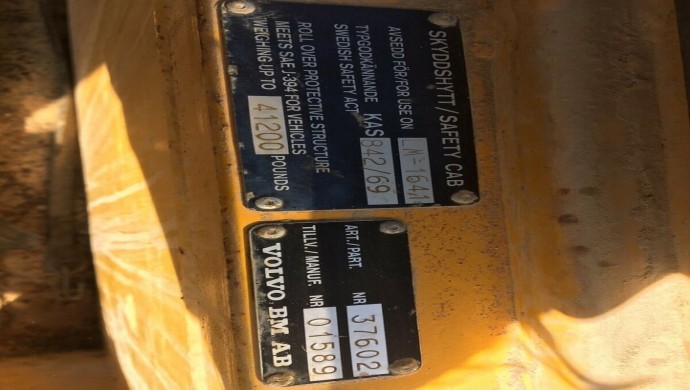 SKYDDSHYTT/SAFETY CAB
AVSEDD FÖR/FOR USE ON LM-1641
TYPGODKÄNNANDE KAS 842/69
SWEDISH SAFETY ACT
ROLL OVER PROTECTIVE STRUCTURE
MEETS SAE J-394 FOR VEHICLES
WEIGHING UP TO 41200 POUNDS
ART./PART. NR 37602
TILLV./MANUF. NR 01589
VOLVO BM AB